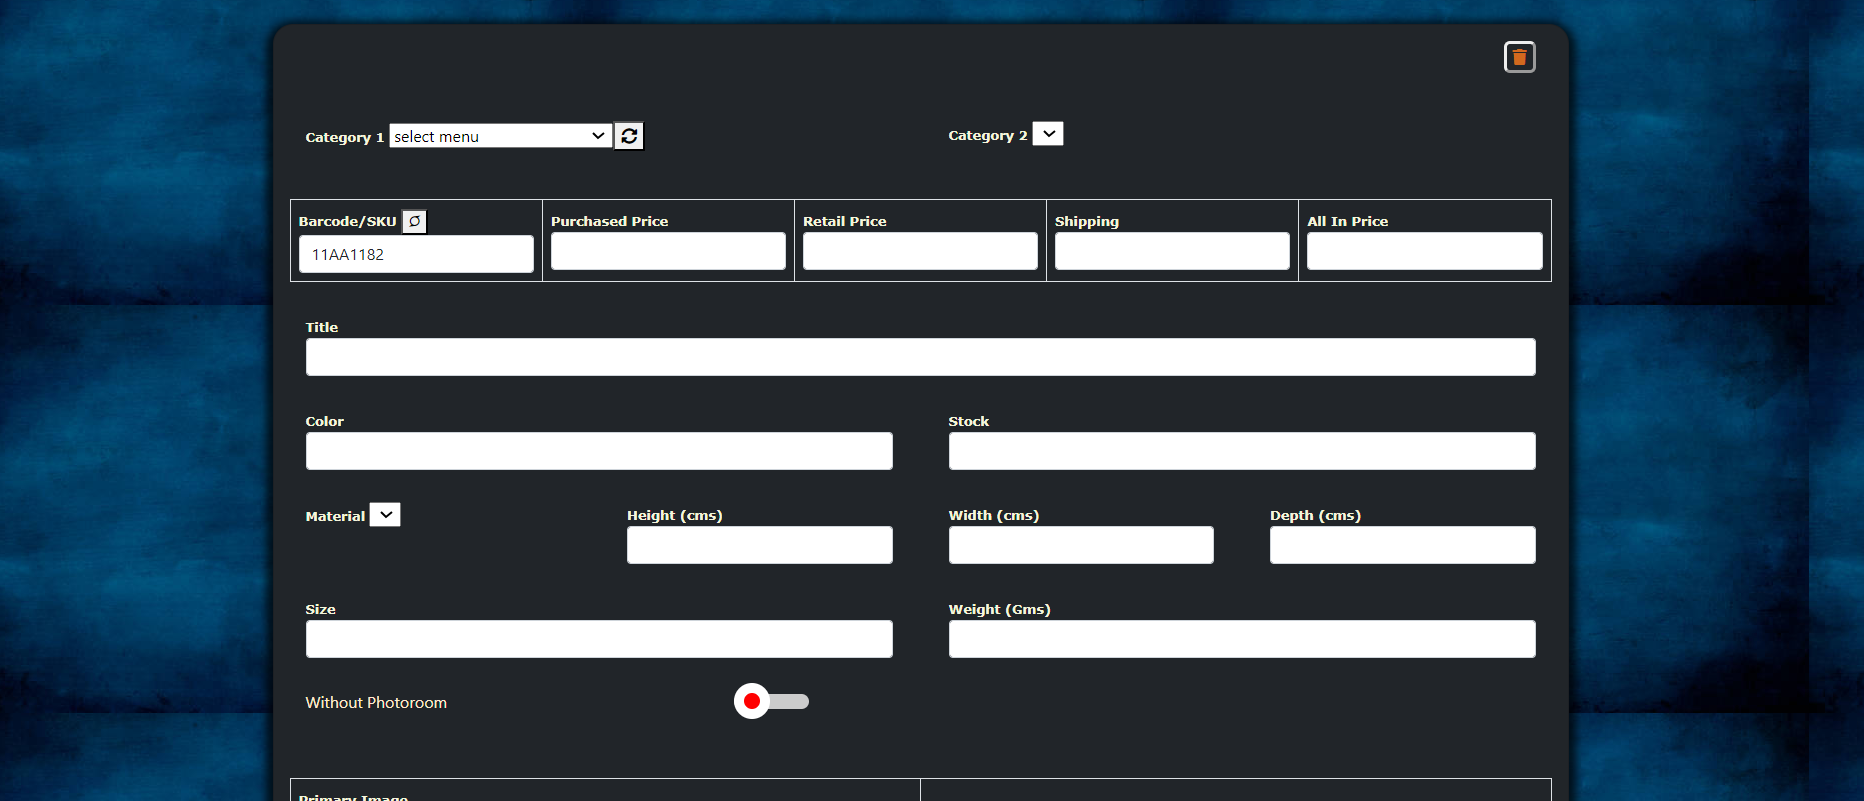 Category 1 select menu Category 2
Barcode/SKU Purchased Price Retail Price Shipping All In Price
11AA1182
Title
Color Stock
Material Height (cms) Width (cms) Depth (cms)
Size Weight (Gms)
Without Photoroom
Primary Image